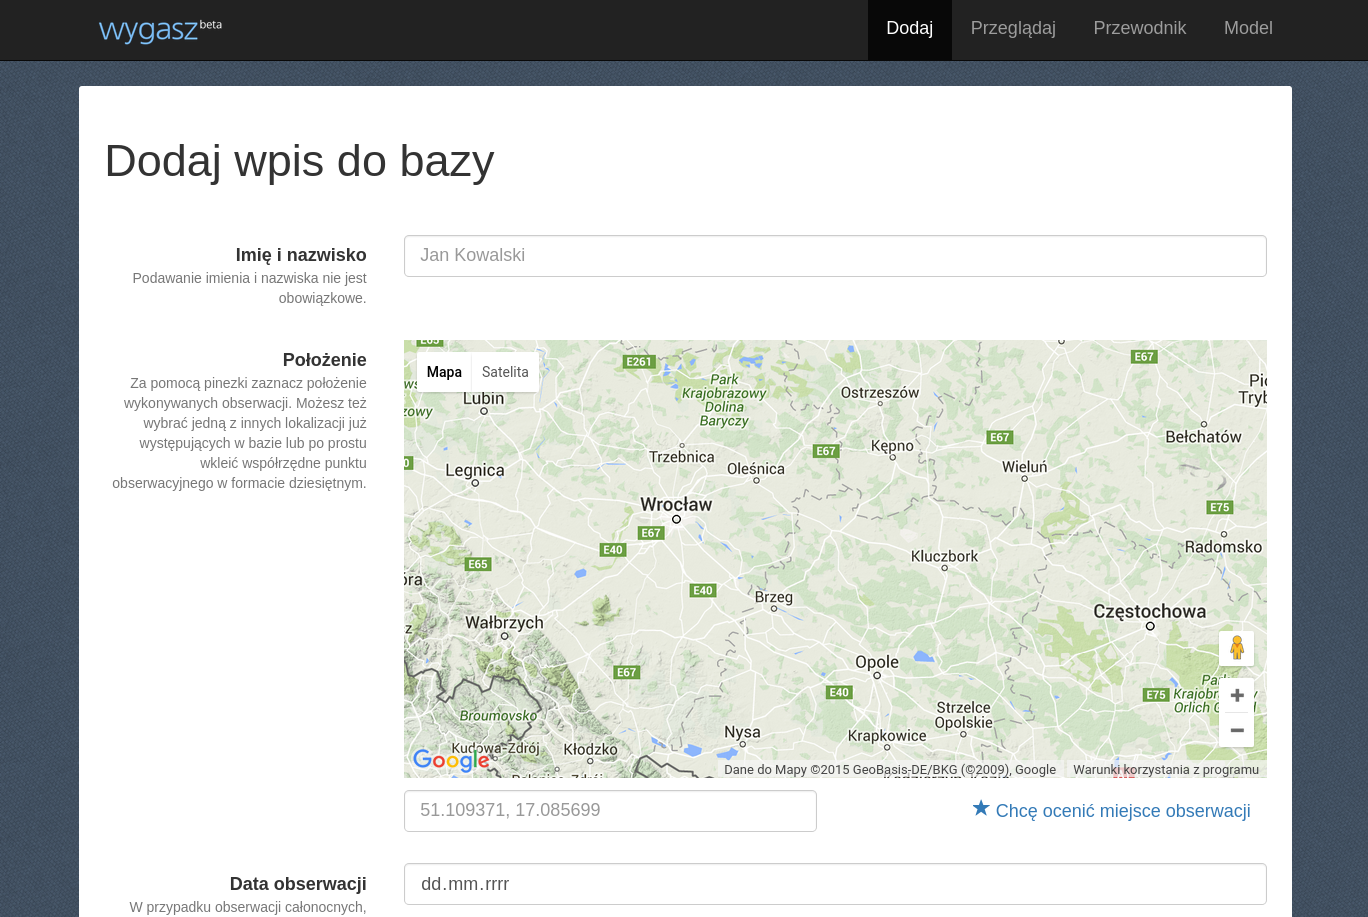 wygasz beta
Dodaj
Przeglądaj
Przewodnik
Model
Dodaj wpis do bazy
Imię i nazwisko
Podawanie imienia i nazwiska nie jest
obowiązkowe.
Jan Kowalski
Położenie
Za pomocą pinezki zaznacz położenie
wykonywanych obserwacji. Możesz też
wybrać jedną z innych lokalizacji już
występujących w bazie lub po prostu
wkleić współrzędne punktu
obserwacyjnego w formacie dziesiętnym.
Mapa
Satelita
E65
E261
E67
Park
Krajobrazowy
Dolina
Baryczy
Ostrzeszów
Lubin
Bełchatów
Kępno
E67
E67
Trzebnica
Oleśnica
Wieluń
Legnica
Wrocław
E75
E67
E40
Radomsko
Kluczbork
E65
E40
Brzeg
Częstochowa
Wałbrzych
Opole
E67
E40
E75
Strzelce
Opolskie
Broumovsko
Nysa
Krapkowice
Kudowa-Zdrój
Kłodzko
Google
Dane do Mapy ©2015 GeoBasis-DE/BKG (©2009), Google
Warunki korzystania z programu
51.109371, 17.085699
★ Chcę ocenić miejsce obserwacji
Data obserwacji
W przypadku obserwacji całonocnych,
dd.mm.rrrr